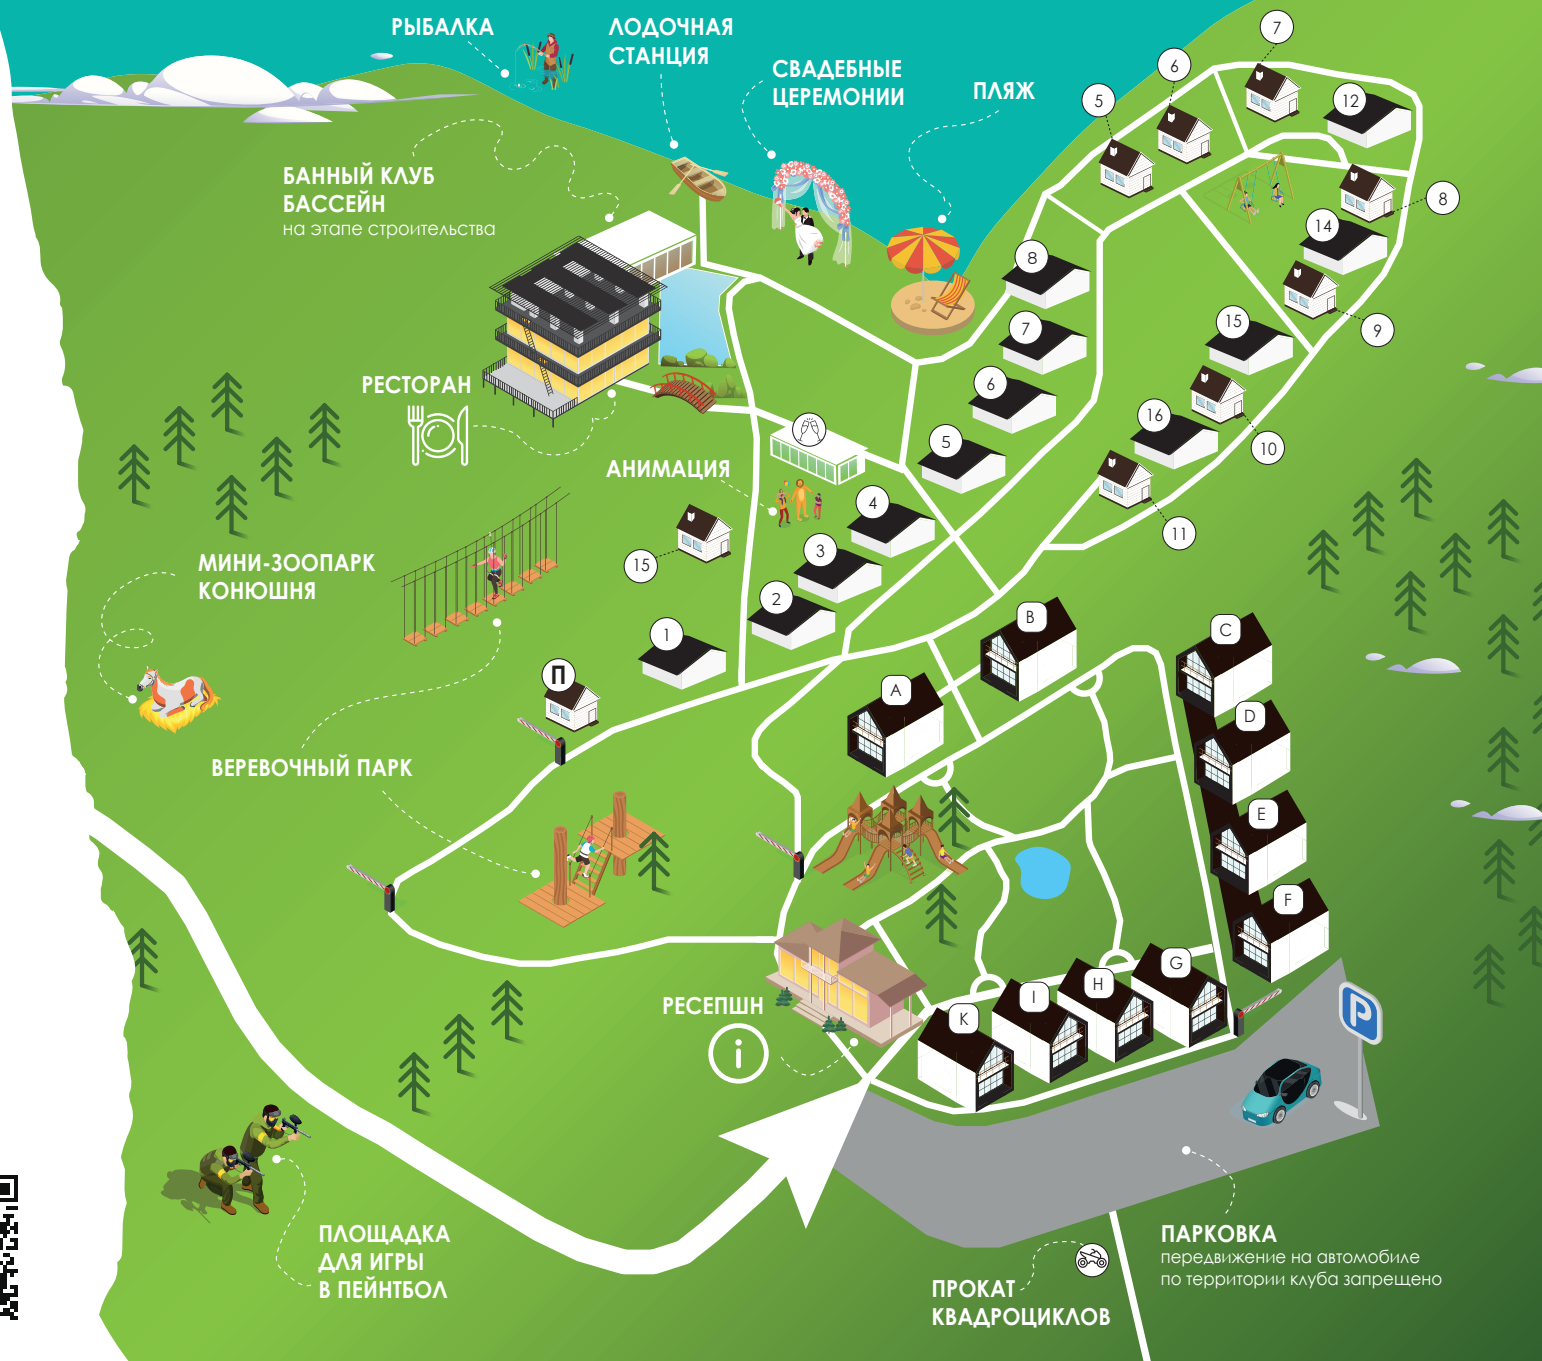 РЫБАЛКА
ЛОДОЧНАЯ
СТАНЦИЯ
СВАДЕБНЫЕ
ЦЕРЕМОНИИ
ПЛЯЖ
7
6
5
12
БАННЫЙ КЛУБ
БАССЕЙН
на этапе строительства
8
14
8
9
7
15
РЕСТОРАН
6
16
10
5
АНИМАЦИЯ
4
11
3
15
МИНИ-ЗООПАРК
КОНЮШНЯ
2
1
B
C
П
A
D
ВЕРЕВОЧНЫЙ ПАРК
E
F
G
H
I
K
РЕСЕПШН
i
P
ПЛОЩАДКА
ДЛЯ ИГРЫ
В ПЕЙНТБОЛ
ПАРКОВКА
передвижение на автомобиле
по территории клуба запрещено
ПРОКАТ
КВАДРОЦИКЛОВ